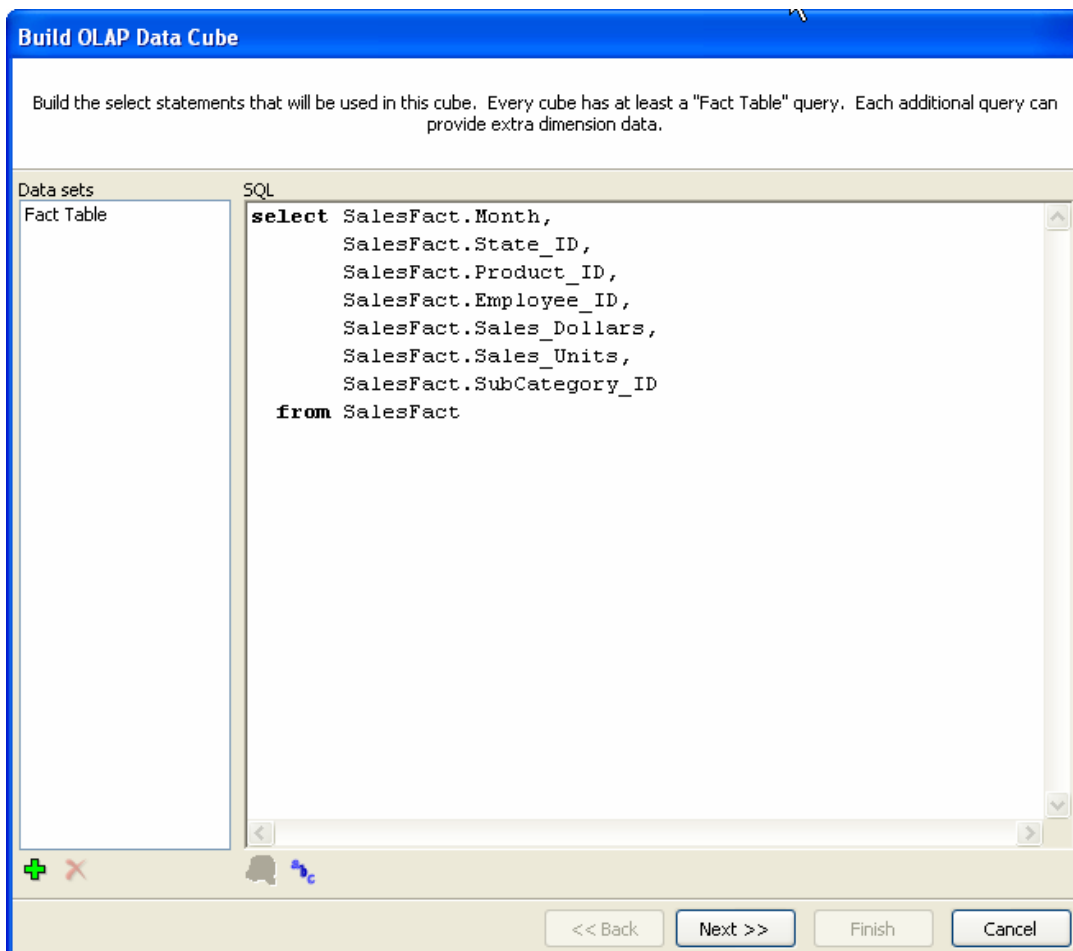 Build OLAP Data Cube
Build the select statements that will be used in this cube. Every cube has at least a "Fact Table" query. Each additional query can
provide extra dimension data.
Data sets
SQL
Fact Table
select SalesFact.Month,
SalesFact.State_ID,
SalesFact.Product_ID,
SalesFact.Employee_ID,
SalesFact.Sales_Dollars,
SalesFact.Sales_Units,
SalesFact.SubCategory_ID
from SalesFact
abc
<< Back
Next >>
Finish
Cancel